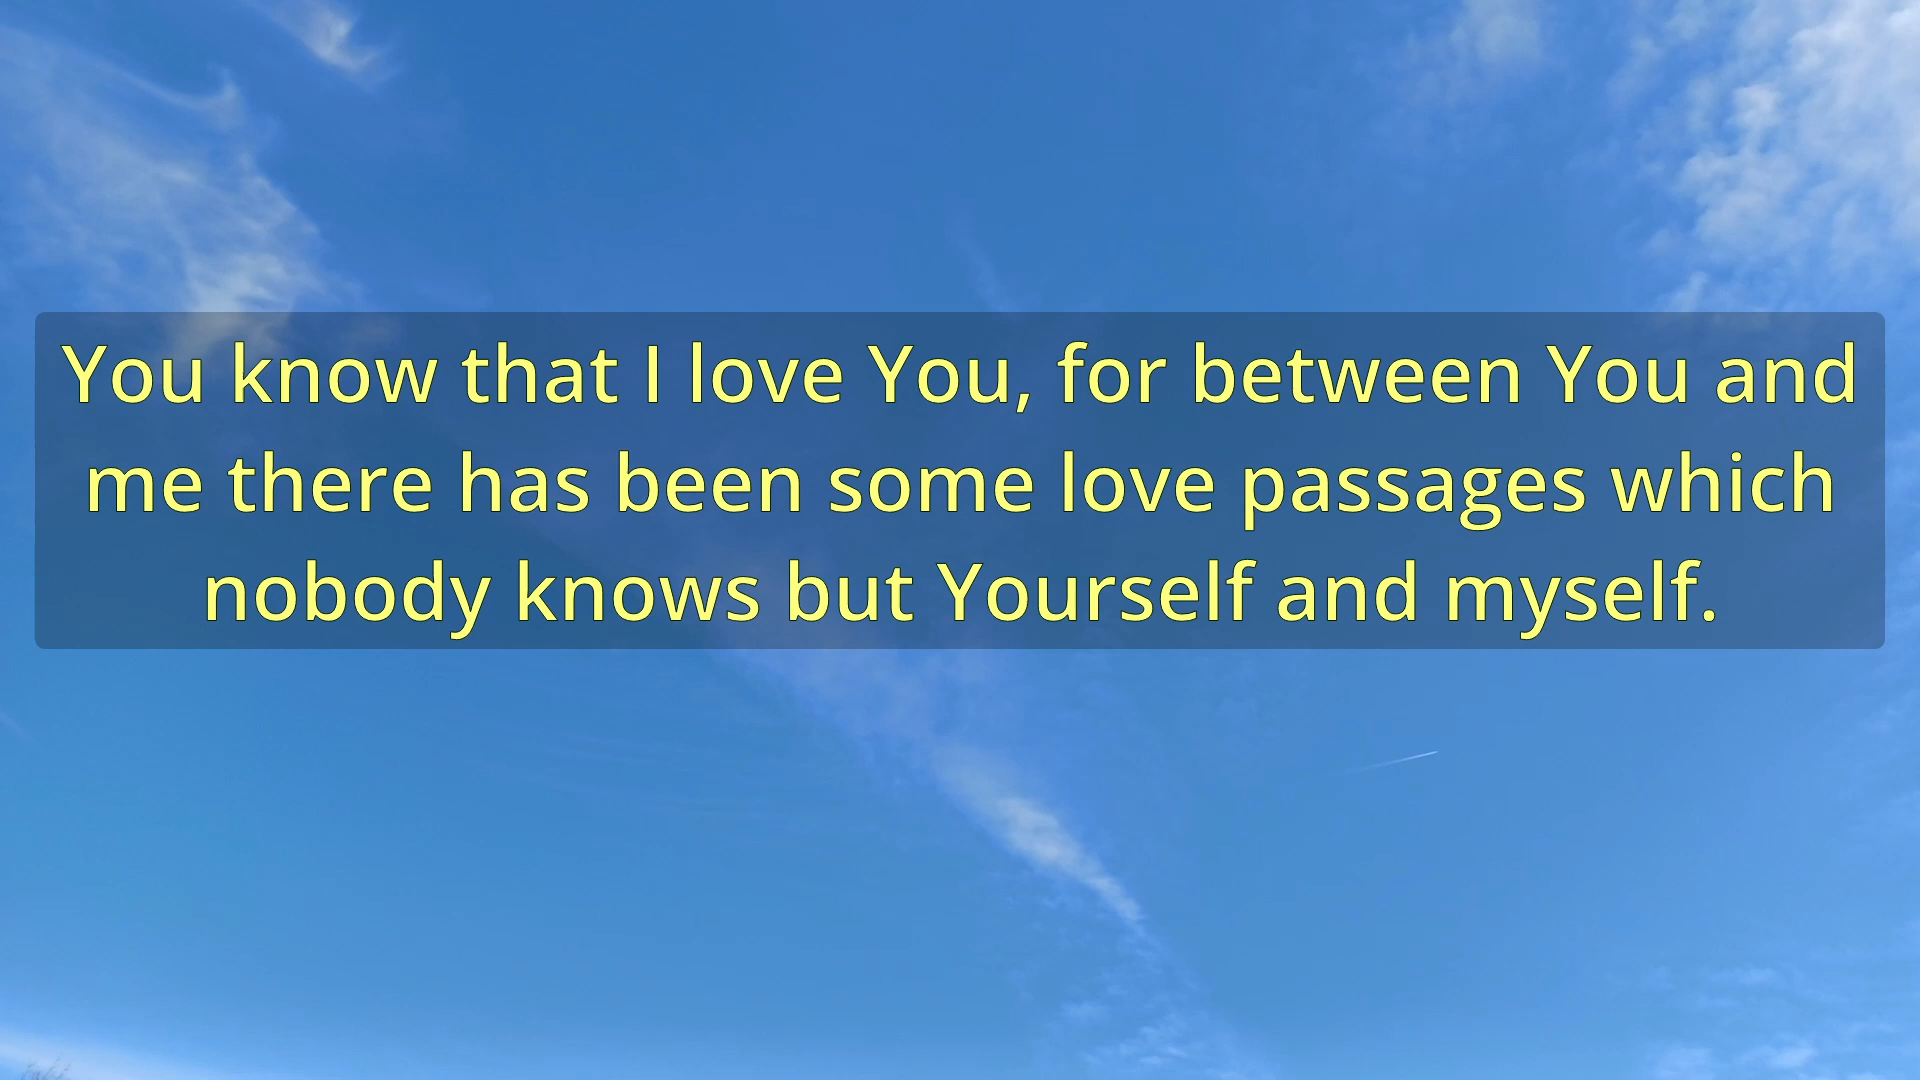 You know that I love You, for between You and
me there has been some love passages which
nobody knows but Yourself and myself.